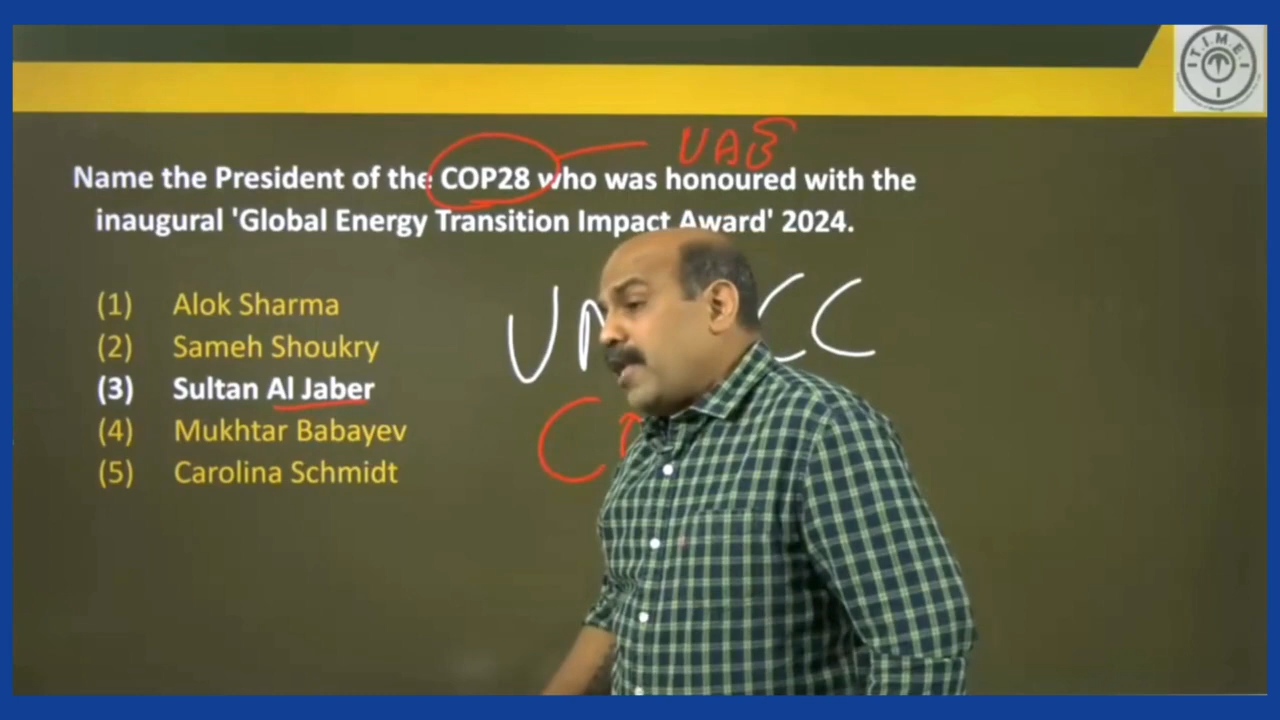 T.I.M.E.
UAE
Name the President of the COP28 who was honoured with the
inaugural 'Global Energy Transition Impact Award' 2024.
(1) Alok Sharma
(2) Sameh Shoukry
(3) Sultan Al Jaber
(4) Mukhtar Babayev
(5) Carolina Schmidt